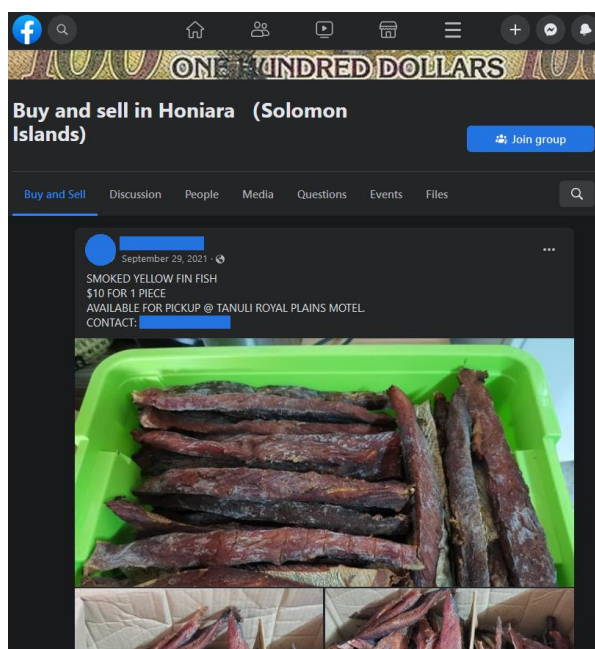 100
ONE HUNDRED DOLLARS
100
Buy and sell in Honiara (Solomon
Islands)
Join group
Buy and Sell Discussion People Media Questions Events Files
September 29, 2021 ·
SMOKED YELLOW FIN FISH
$10 FOR 1 PIECE
AVAILABLE FOR PICKUP @ TANULI ROYAL PLAINS MOTEL.
CONTACT: